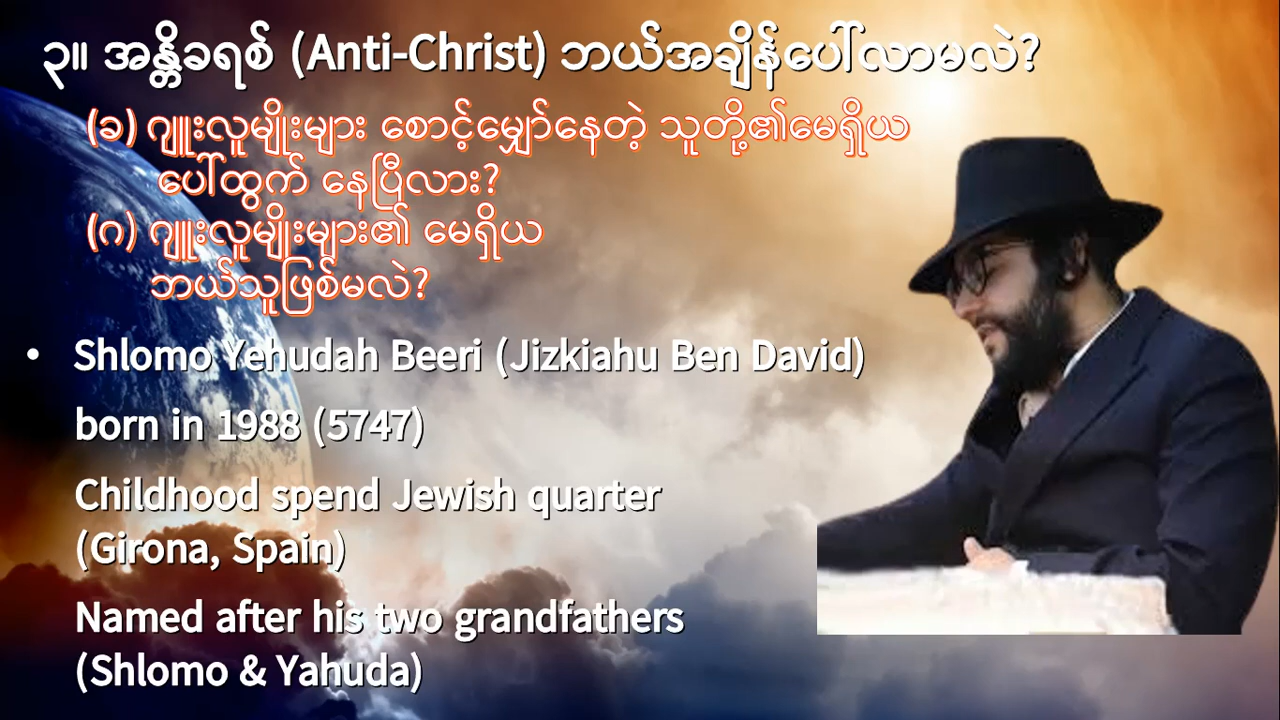 ၃။ အန္တိခရစ် (Anti-Christ) ဘယ်အချိန်ပေါ်လာမလဲ?
(ခ) ဂျူးလူမျိုးများ စောင့်မျှော်နေတဲ့ သူတို့၏မေရှိယ
ပေါ်ထွက် နေပြီလား?
(ဂ) ဂျူးလူမျိုးများ၏ မေရှိယ
ဘယ်သူဖြစ်မလဲ?
• Shlomo Yehudah Beeri (Jizkiahu Ben David)
born in 1988 (5747)
Childhood spend Jewish quarter
(Girona, Spain)
Named after his two grandfathers
(Shlomo & Yahuda)